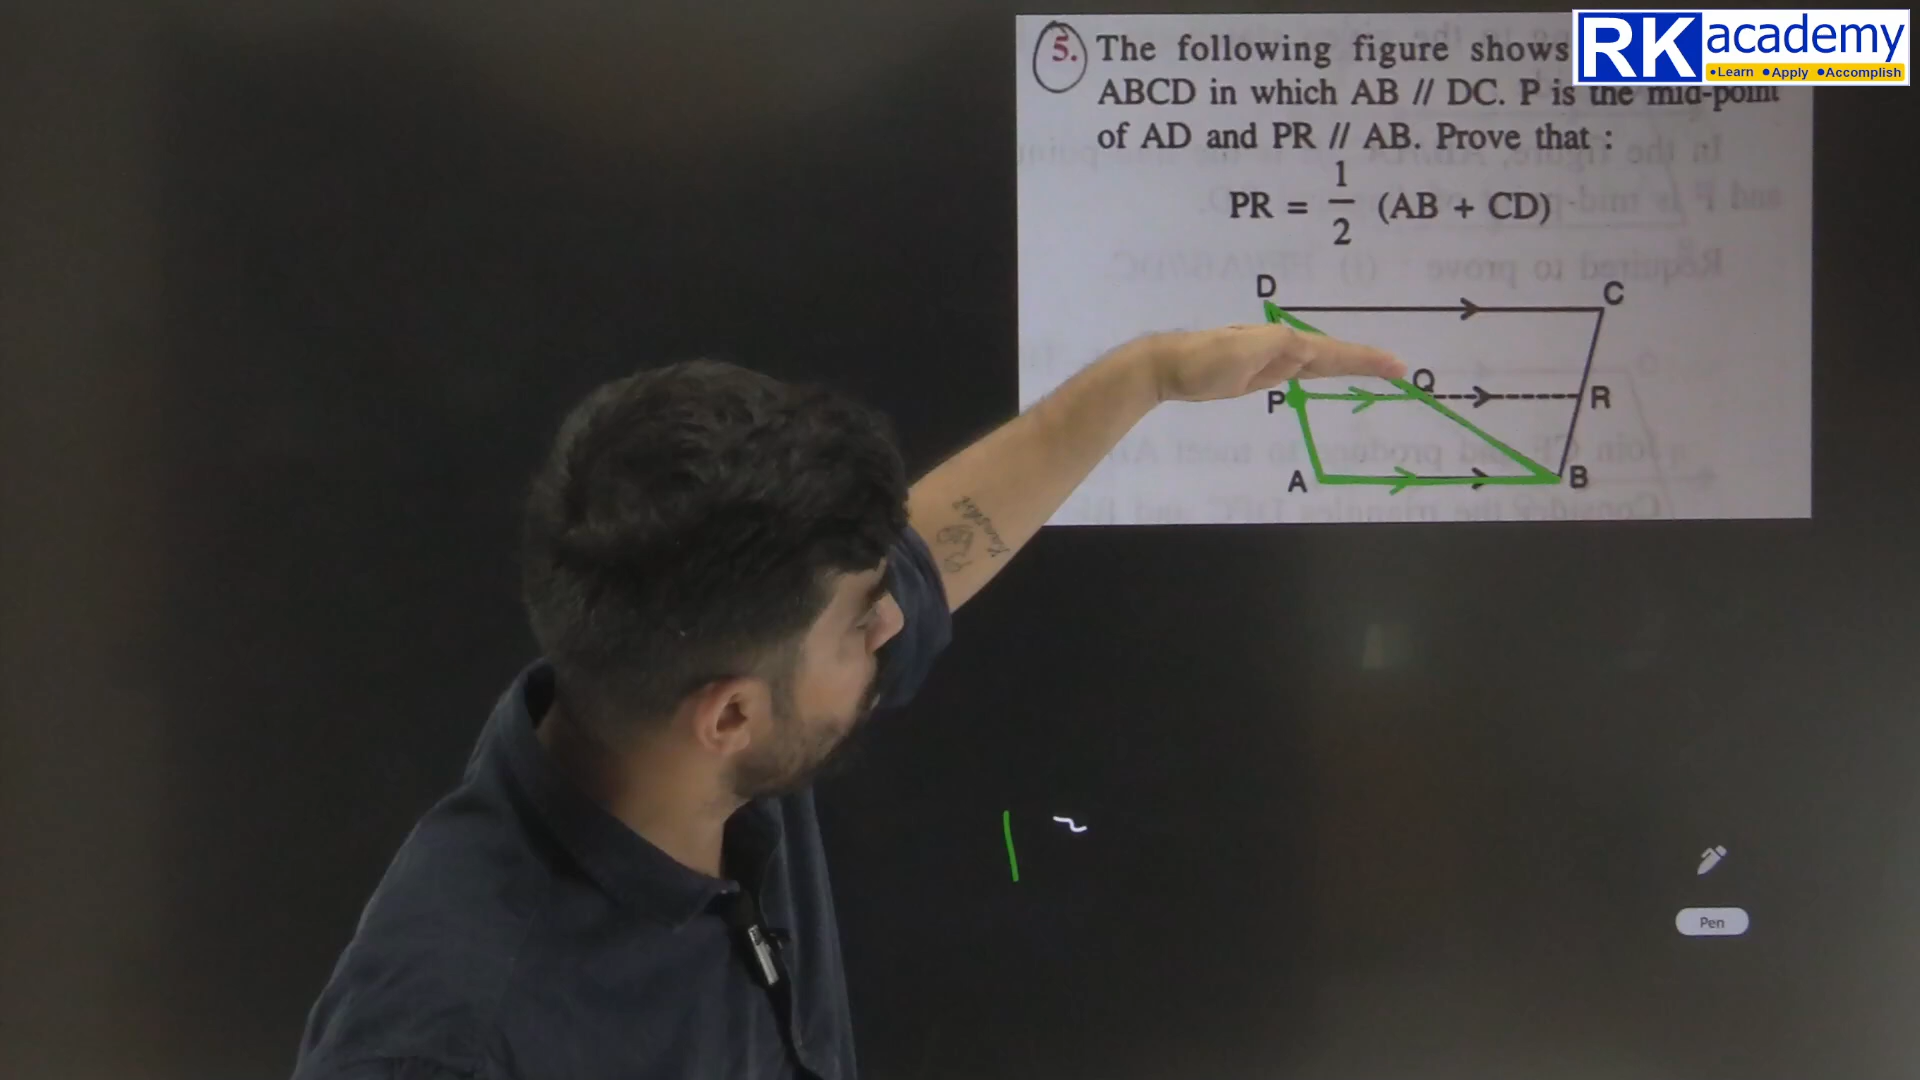 RK academy
•Learn •Apply •Accomplish
5. The following figure shows
ABCD in which AB // DC. P is the mid-point
of AD and PR // AB. Prove that :
PR = 1/2 (AB + CD)
D C
P Q R
A B
Pen